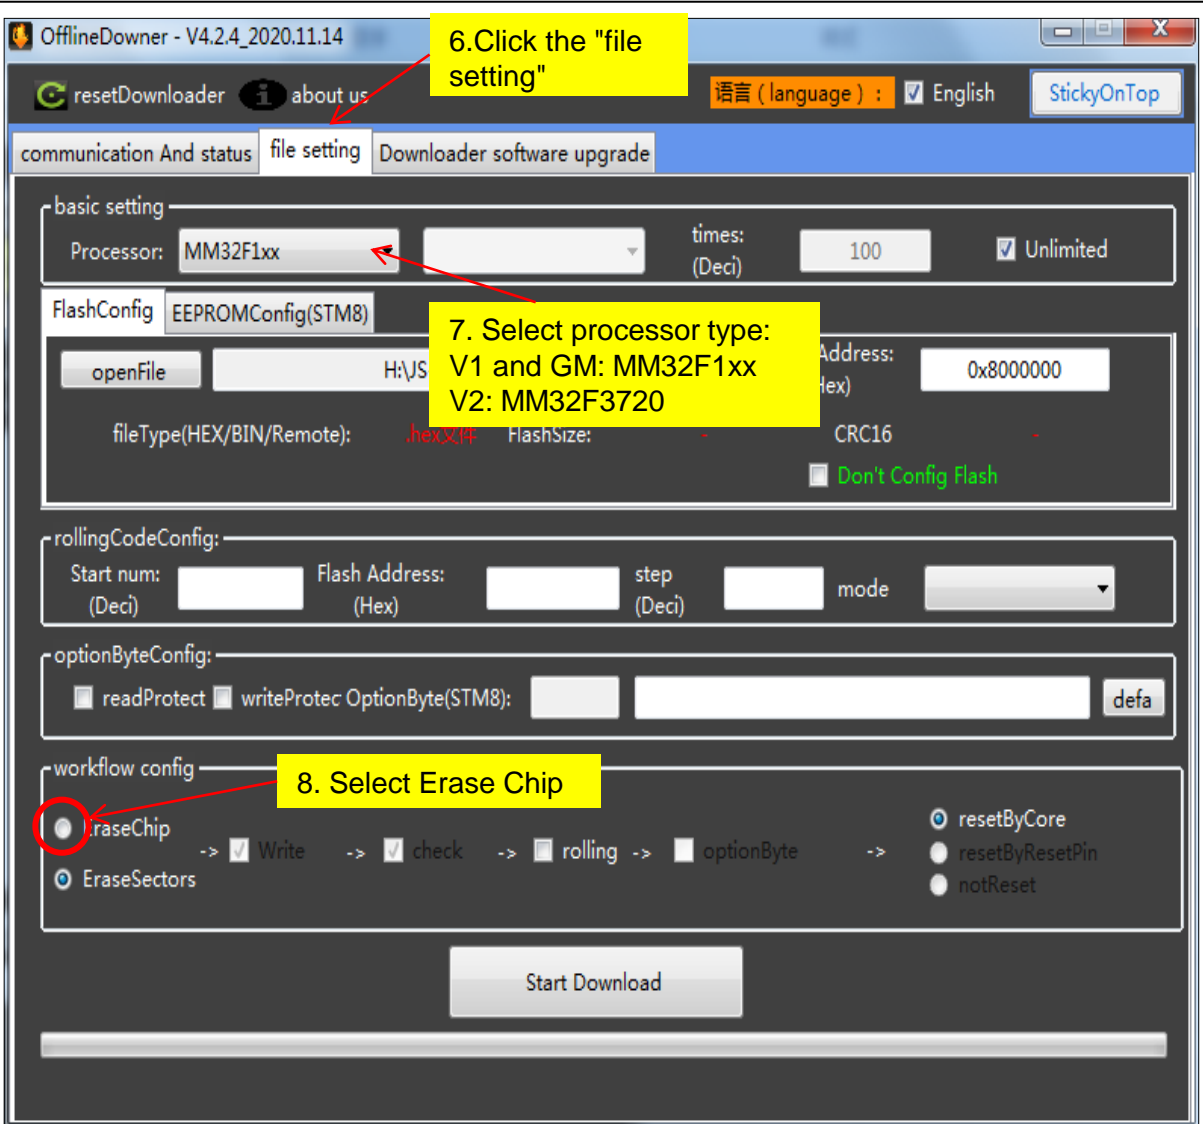 OfflineDowner - V4.2.4_2020.11.14
6.Click the "file
setting"
X
resetDownloader i about us
语言 ( language ) : English StickyOnTop
communication And status file setting Downloader software upgrade
basic setting
Processor: MM32F1xx
times:
(Deci)
100
Unlimited
FlashConfig EEPROMConfig(STM8)
7. Select processor type:
V1 and GM: MM32F1xx
V2: MM32F3720
openFile H:\JS
Address:
Hex)
0x8000000
fileType(HEX/BIN/Remote): .hex文件 FlashSize: - CRC16 -
Don't Config Flash
rollingCodeConfig:
Start num:
(Deci)
Flash Address:
(Hex)
step
(Deci)
mode
optionByteConfig:
readProtect writeProtec OptionByte(STM8): defa
workflow config
8. Select Erase Chip
EraseChip
EraseSectors
-> Write -> check -> rolling -> optionByte ->
resetByCore
resetByResetPin
notReset
Start Download